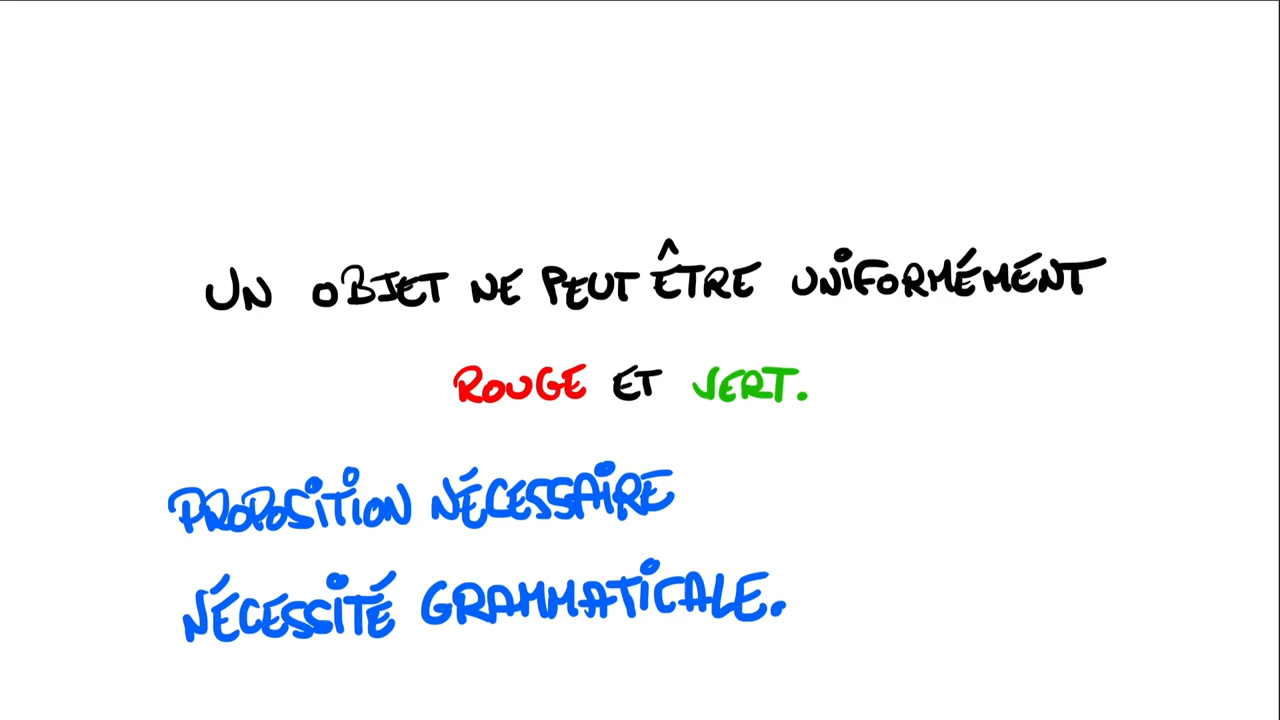 UN OBJET NE PEUT ÊTRE UNIFORMÉMENT
ROUGE ET VERT.
PROPOSITION NÉCESSAIRE
NÉCESSITÉ GRAMMATICALE.